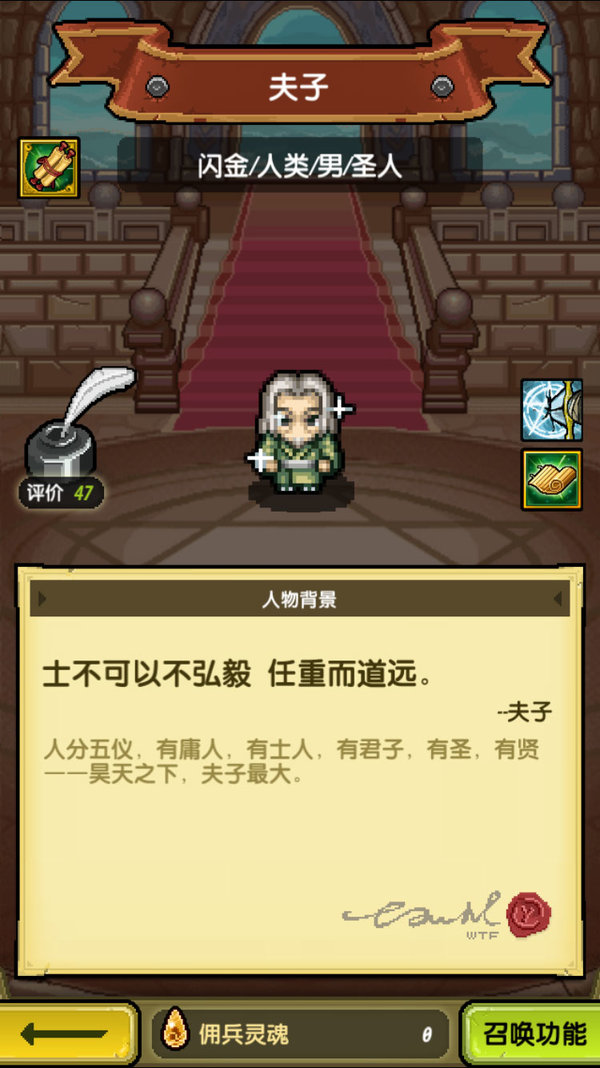 夫子
闪金/人类/男/圣人
评价 47
人物背景
士不可以不弘毅 任重而道远。
--夫子
人分五仪，有庸人，有士人，有君子，有圣，有贤
——昊天之下，夫子最大。
WTF
佣兵灵魂 0
召唤功能